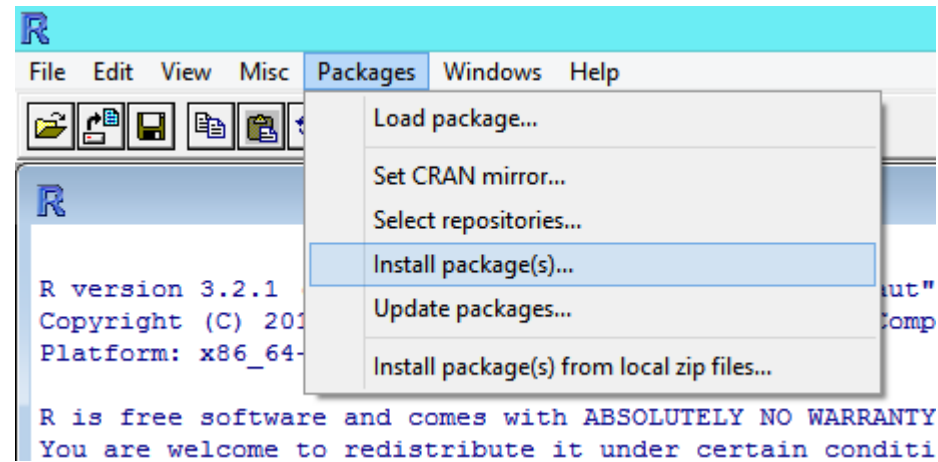 R
File Edit View Misc Packages Windows Help
Load package...
Set CRAN mirror...
Select repositories...
Install package(s)...
Update packages...
Install package(s) from local zip files...
R
R version 3.2.1 aut"
Copyright (C) 201 Comp
Platform: x86_64-
R is free software and comes with ABSOLUTELY NO WARRANTY
You are welcome to redistribute it under certain conditi